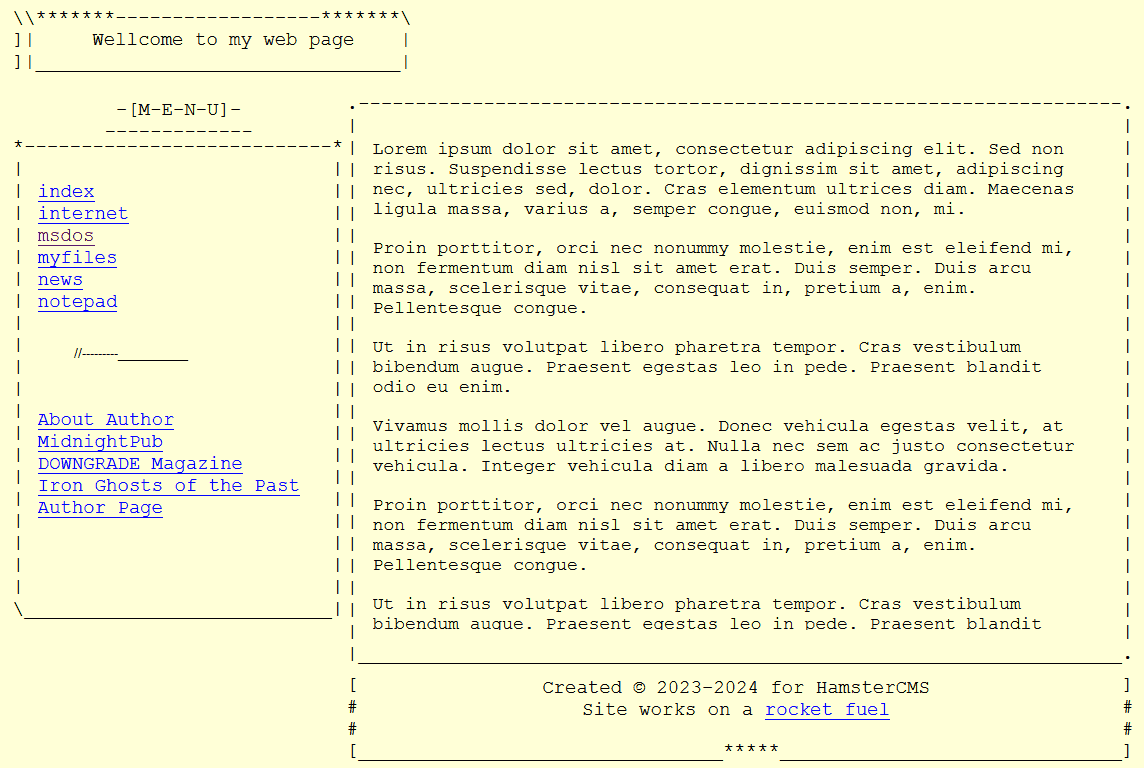 \\*******------------------*******\
]| Wellcome to my web page |
]|___________________________________|
-[M-E-N-U]-
-------------
*---------------------------*
index
internet
msdos
myfiles
news
notepad
//---------__________
About Author
MidnightPub
DOWNGRADE Magazine
Iron Ghosts of the Past
Author Page
\___________________________|
.-------------------------------------------------------------------.
Lorem ipsum dolor sit amet, consectetur adipiscing elit. Sed non
risus. Suspendisse lectus tortor, dignissim sit amet, adipiscing
nec, ultricies sed, dolor. Cras elementum ultrices diam. Maecenas
ligula massa, varius a, semper congue, euismod non, mi.
Proin porttitor, orci nec nonummy molestie, enim est eleifend mi,
non fermentum diam nisl sit amet erat. Duis semper. Duis arcu
massa, scelerisque vitae, consequat in, pretium a, enim.
Pellentesque congue.
Ut in risus volutpat libero pharetra tempor. Cras vestibulum
bibendum augue. Praesent egestas leo in pede. Praesent blandit
odio eu enim.
Vivamus mollis dolor vel augue. Donec vehicula egestas velit, at
ultricies lectus ultricies at. Nulla nec sem ac justo consectetur
vehicula. Integer vehicula diam a libero malesuada gravida.
Proin porttitor, orci nec nonummy molestie, enim est eleifend mi,
non fermentum diam nisl sit amet erat. Duis semper. Duis arcu
massa, scelerisque vitae, consequat in, pretium a, enim.
Pellentesque congue.
Ut in risus volutpat libero pharetra tempor. Cras vestibulum
bibendum augue. Praesent egestas leo in pede. Praesent blandit
|___________________________________________________________________.
[ Created © 2023-2024 for HamsterCMS ]
# Site works on a rocket fuel #
# #
[________________________________*****______________________________]